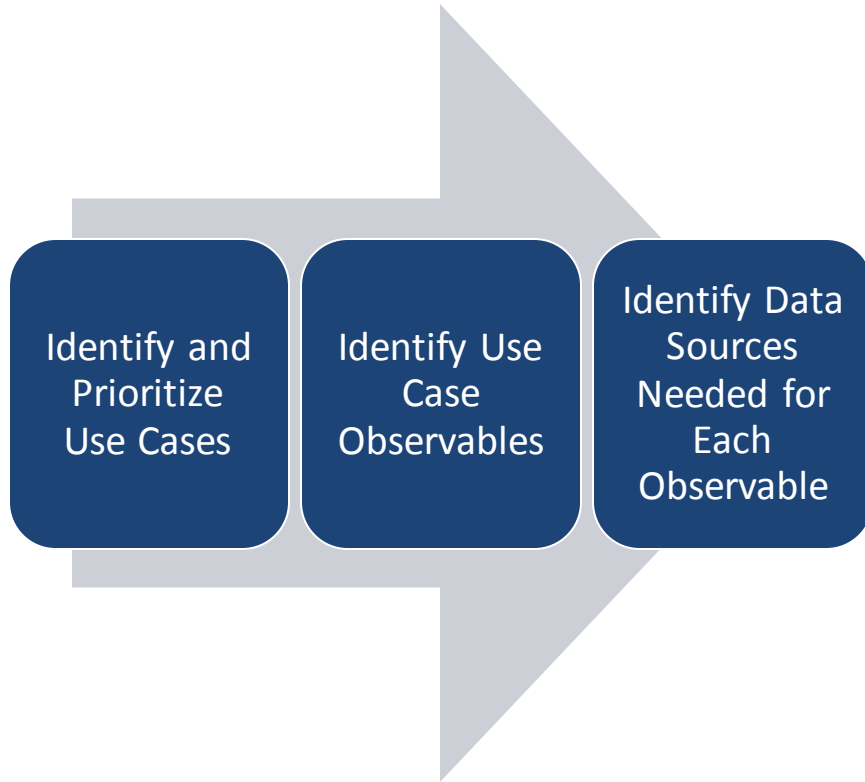 Identify and
Prioritize
Use Cases
Identify Use
Case
Observables
Identify Data
Sources
Needed for
Each
Observable